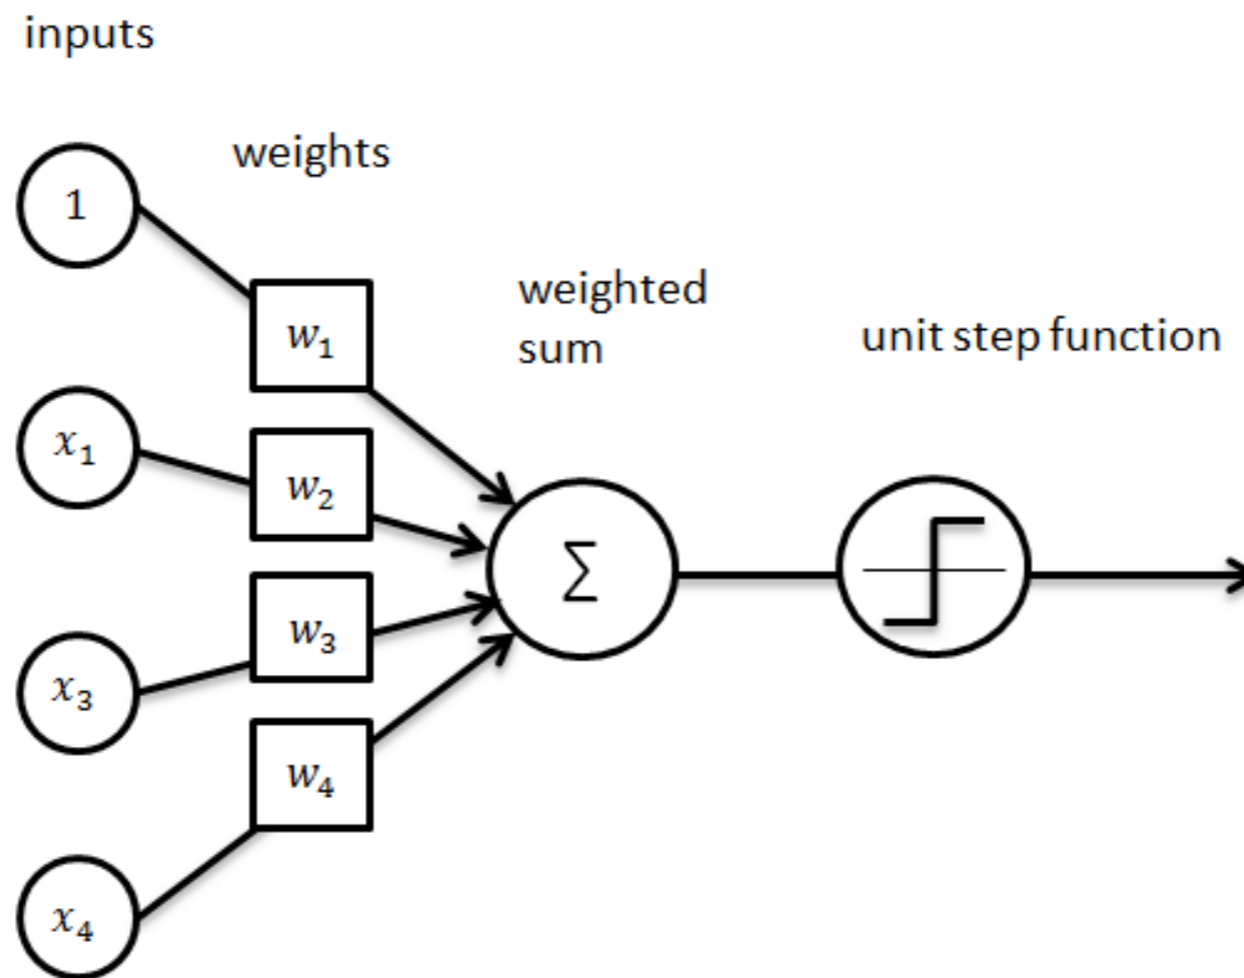 inputs
weights
1
w₁
weighted
sum
unit step function
x₁
w₂
∑
w₃
x₃
w₄
x₄